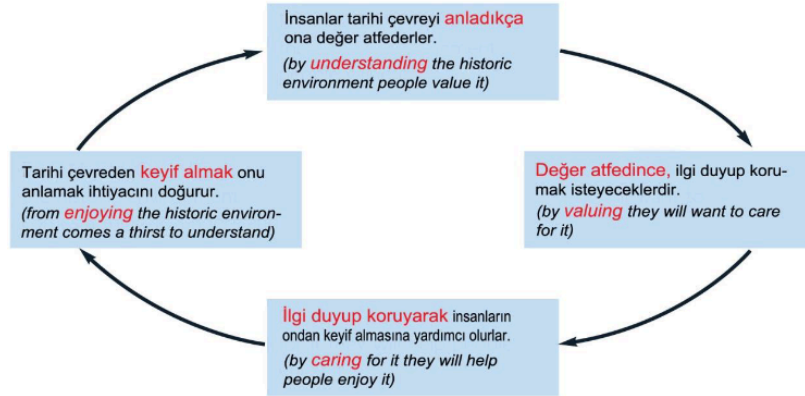 İnsanlar tarihi çevreyi anladıkça
ona değer atfederler.
(by understanding the historic
environment people value it)
Değer atfedince, ilgi duyup koru-
mak isteyeceklerdir.
(by valuing they will want to care
for it)
İlgi duyup koruyarak insanların
ondan keyif almasına yardımcı olurlar.
(by caring for it they will help
people enjoy it)
Tarihi çevreden keyif almak onu
anlamak ihtiyacını doğurur.
(from enjoying the historic environ-
ment comes a thirst to understand)